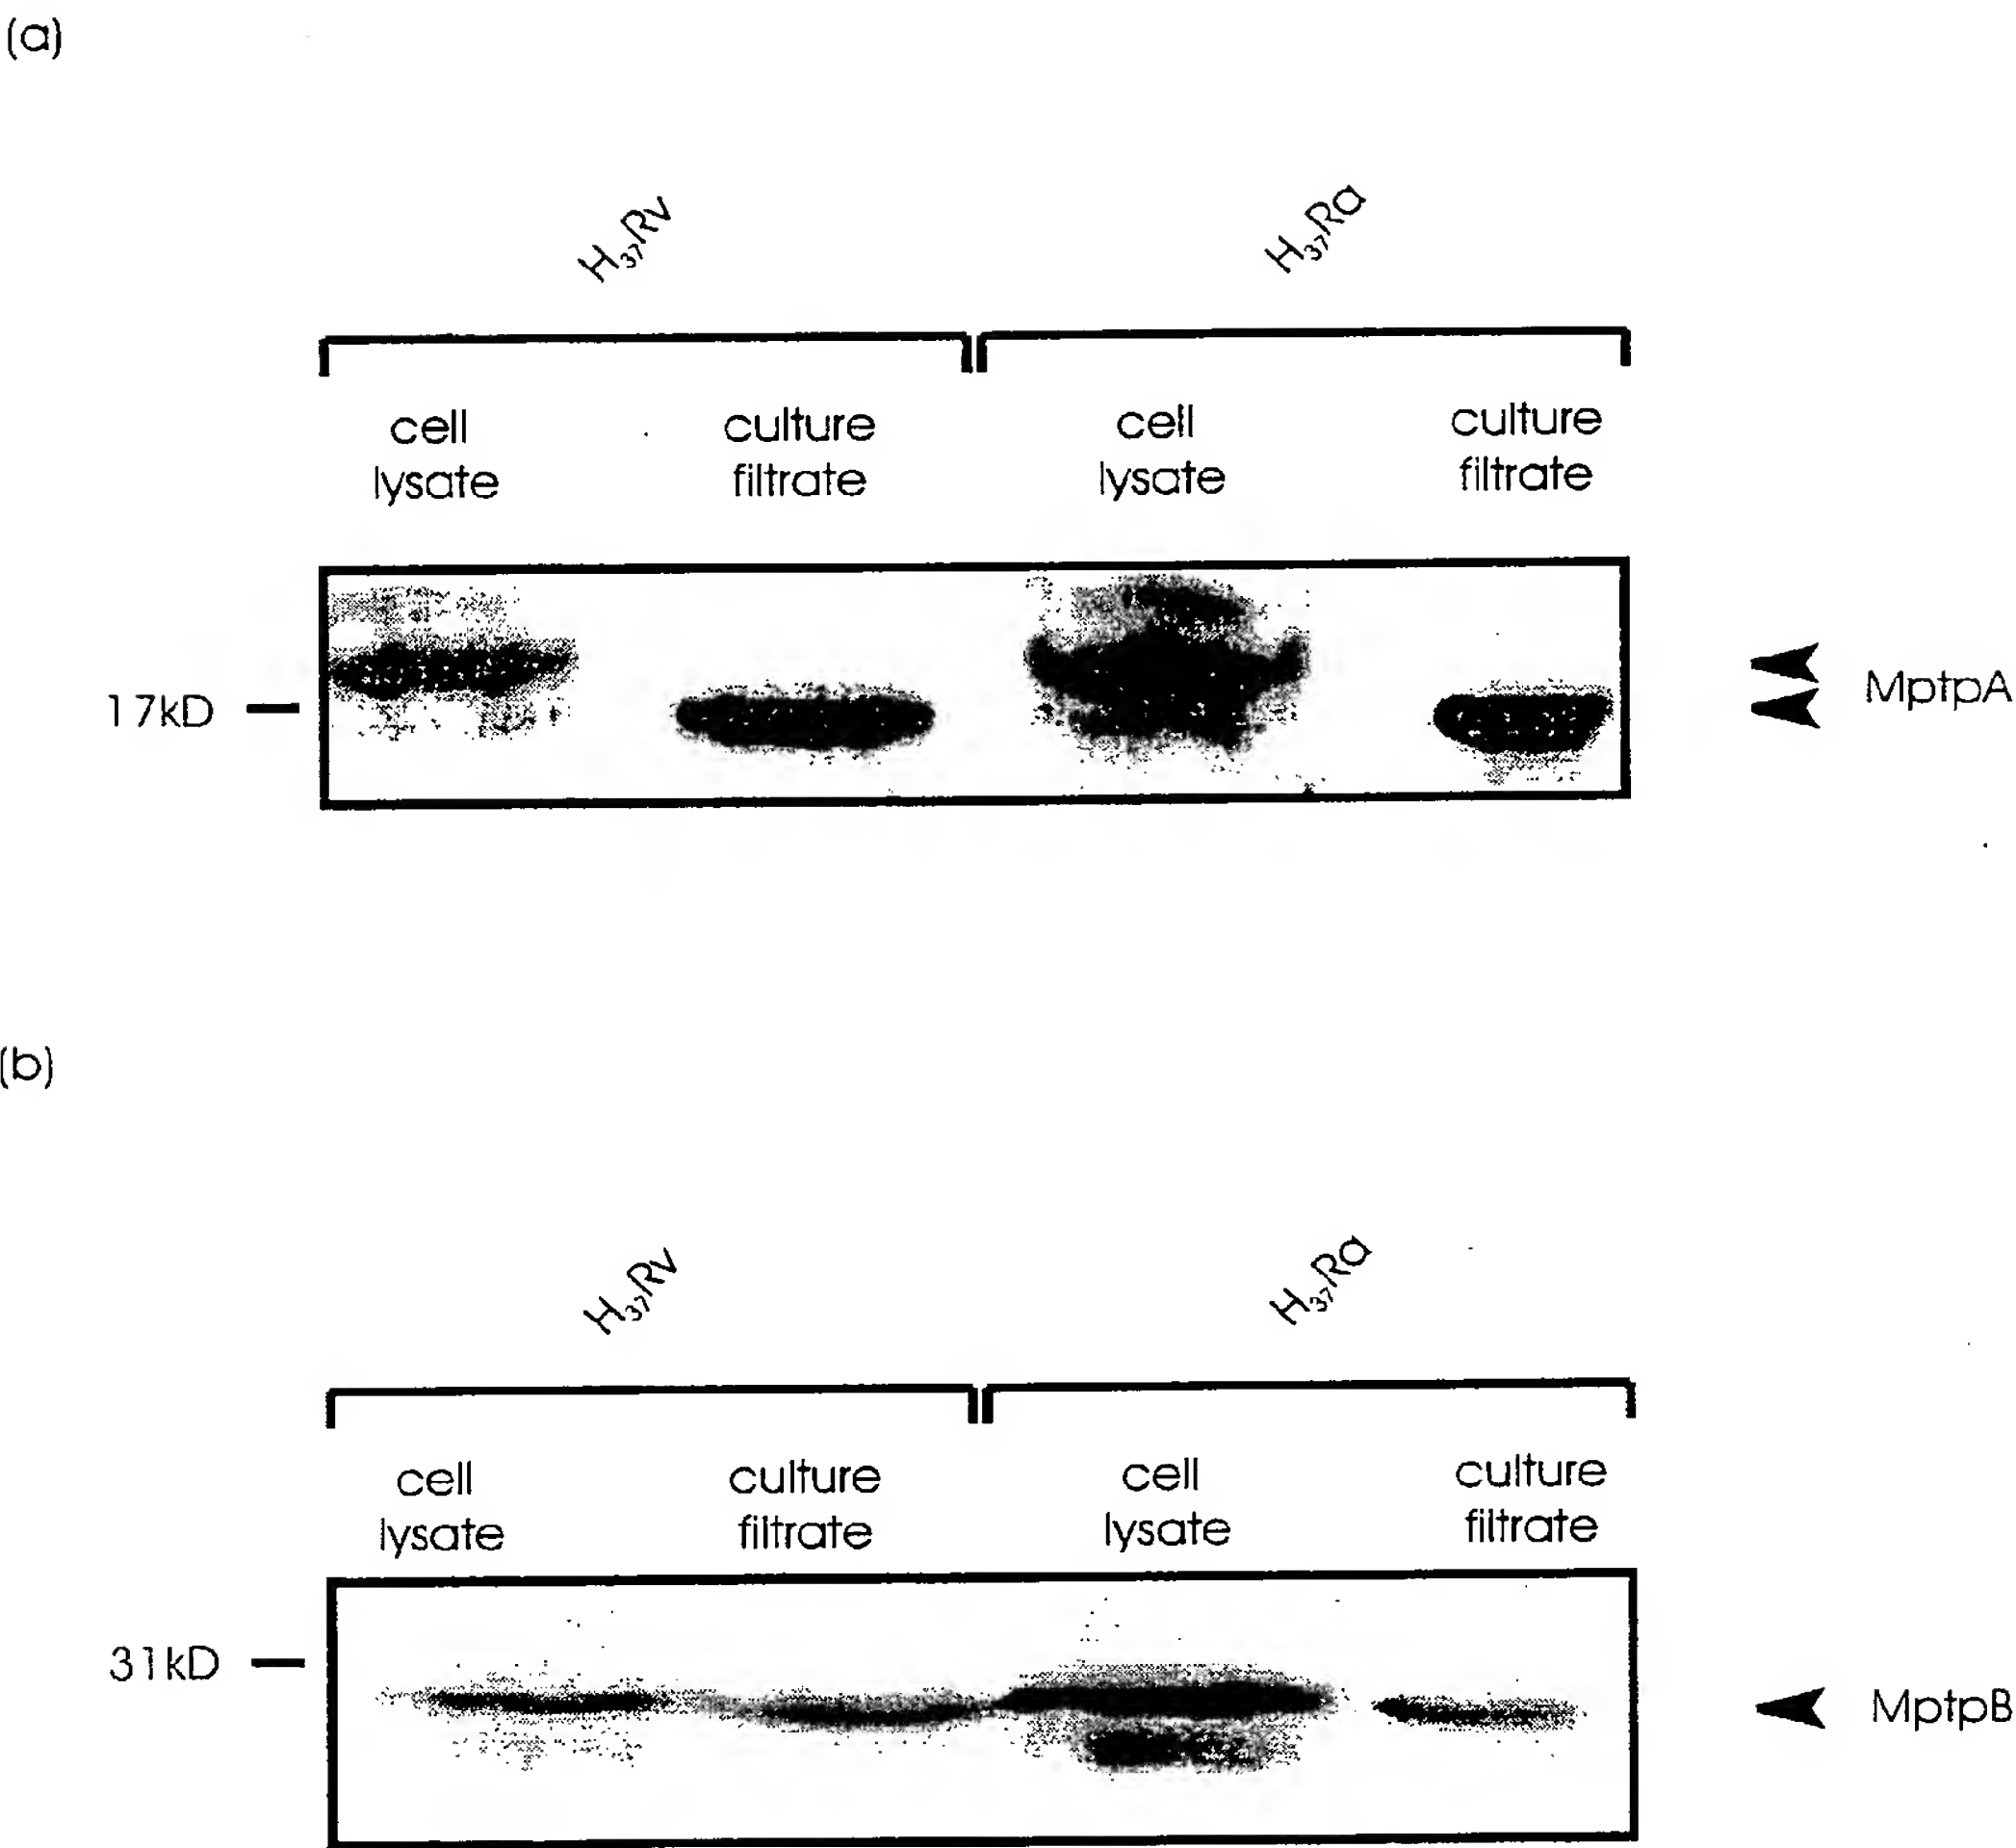 (a)
H37Rv
H37Ra
cell lysate
culture filtrate
cell lysate
culture filtrate
17kD
MptpA
(b)
H37Rv
H37Ra
cell lysate
culture filtrate
cell lysate
culture filtrate
31kD
MptpB